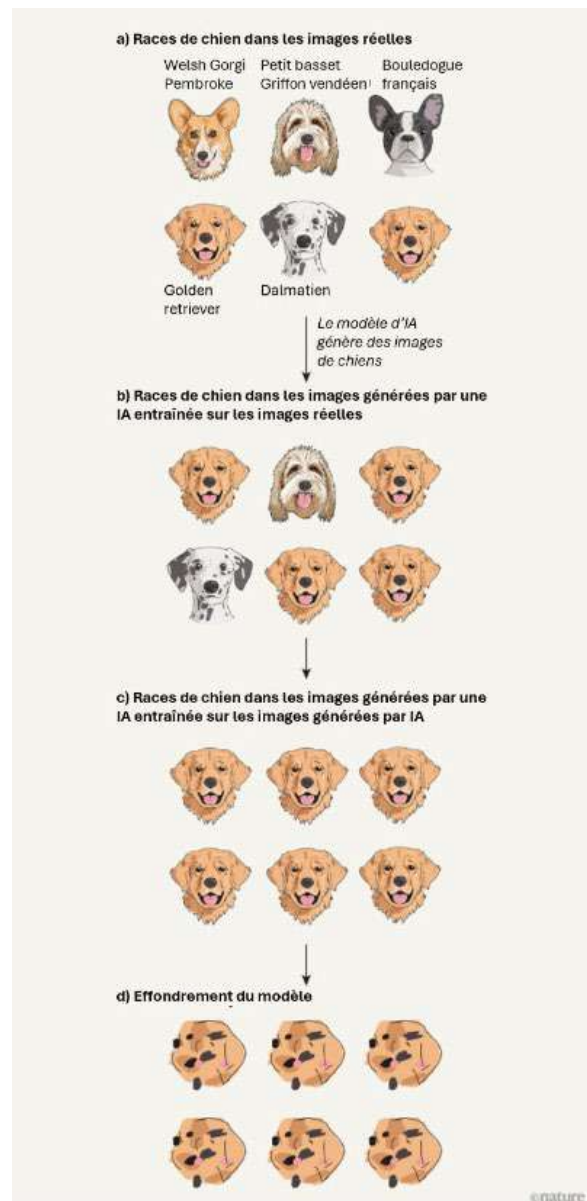 a) Races de chien dans les images réelles
Welsh Gorgi Petit basset Bouledogue
Pembroke Griffon vendéen français
Golden Dalmatien
retriever
Le modèle d'IA
génère des images
de chiens
b) Races de chien dans les images générées par une
IA entraînée sur les images réelles
c) Races de chien dans les images générées par une
IA entraînée sur les images générées par IA
d) Effondrement du modèle
©nature